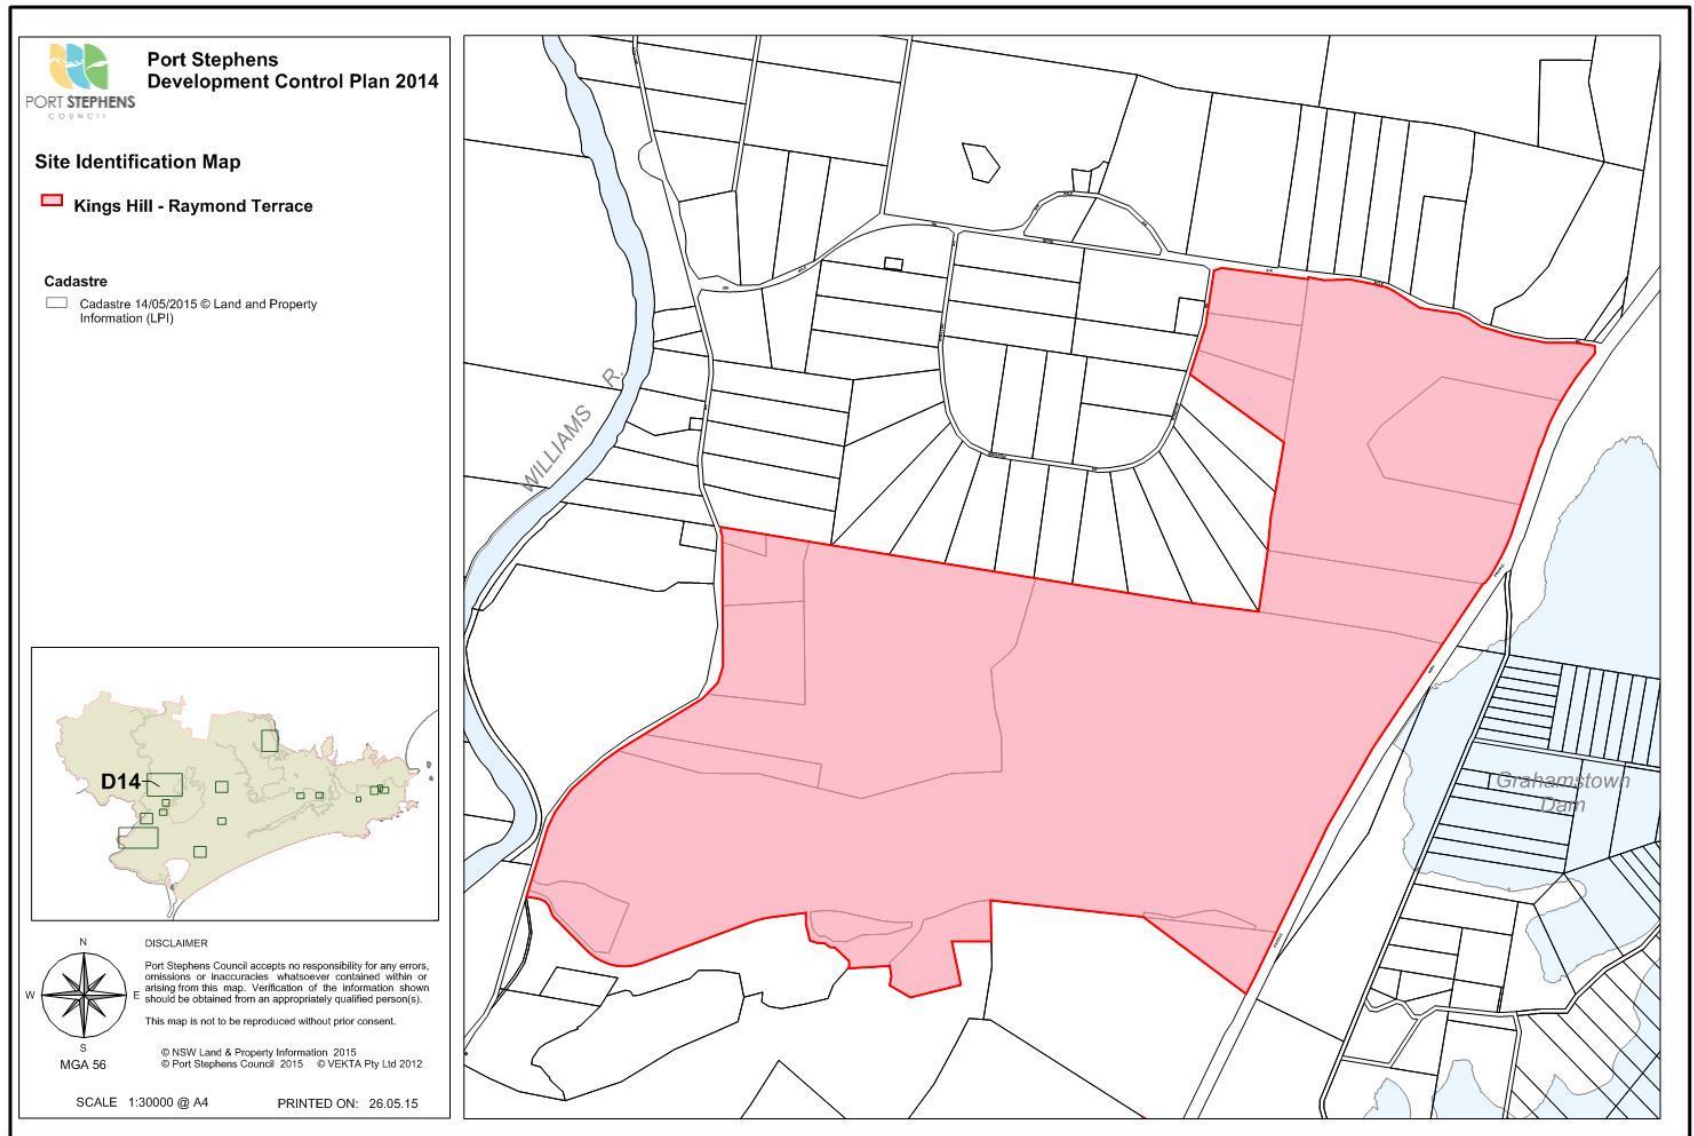 Port Stephens
Development Control Plan 2014
PORT STEPHENS
COUNCIL
Site Identification Map
Kings Hill - Raymond Terrace
Cadastre
Cadastre 14/05/2015 © Land and Property
Information (LPI)
D14
N
W
E
S
MGA 56
DISCLAIMER
Port Stephens Council accepts no responsibility for any errors,
omissions or inaccuracies whatsoever contained within or
arising from this map. Verification of the information shown
should be obtained from an appropriately qualified person(s).
This map is not to be reproduced without prior consent.
© NSW Land & Property Information 2015
© Port Stephens Council 2015 © VEKTA Pty Ltd 2012
SCALE 1:30000 @ A4
PRINTED ON: 26.05.15
WILLIAMS R.
Grahamstown
Dam